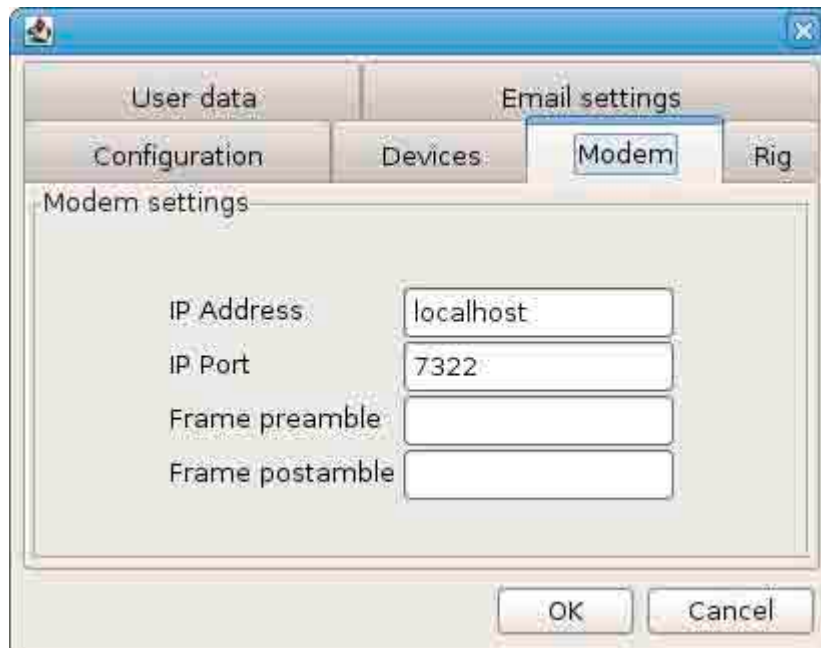 User data Email settings
Configuration Devices Modem Rig
Modem settings
IP Address localhost
IP Port 7322
Frame preamble
Frame postamble
OK Cancel